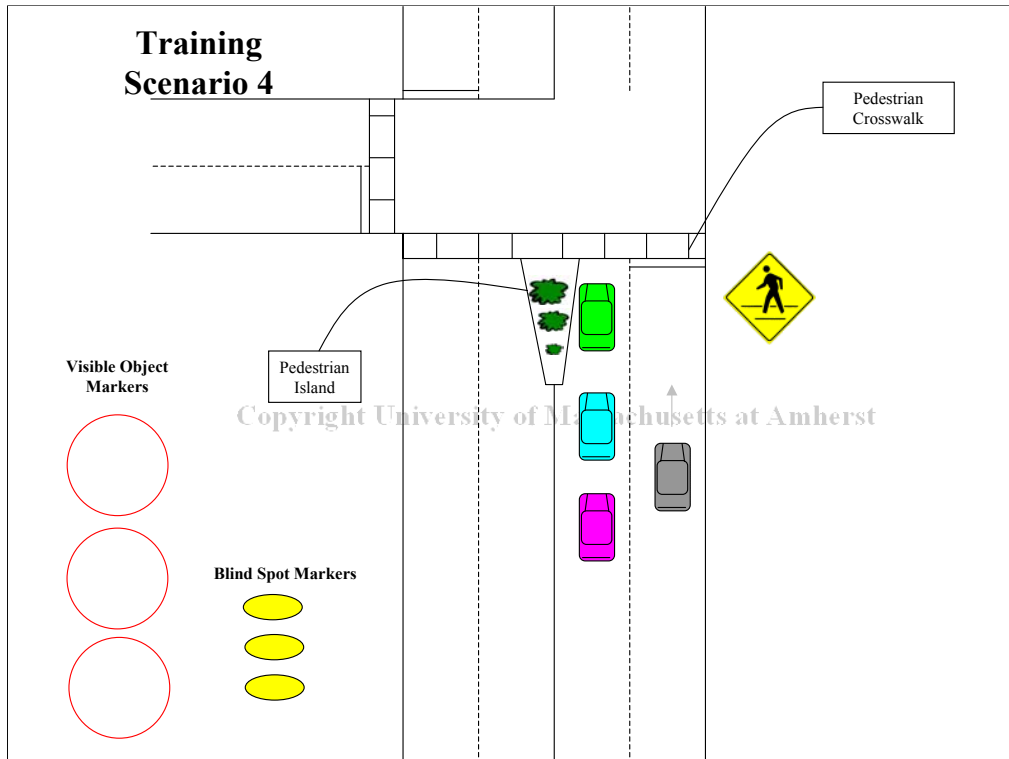 Training
Scenario 4
Pedestrian
Crosswalk
Pedestrian
Island
Visible Object
Markers
Copyright University of Massachusetts at Amherst
Blind Spot Markers